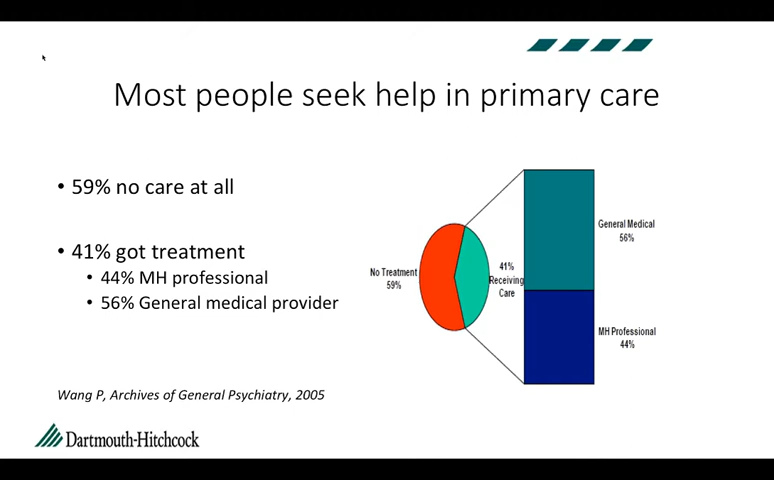 Most people seek help in primary care
• 59% no care at all
• 41% got treatment
• 44% MH professional
• 56% General medical provider
No Treatment
59%
41%
Receiving
Care
General Medical
56%
MH Professional
44%
Wang P, Archives of General Psychiatry, 2005
Dartmouth-Hitchcock